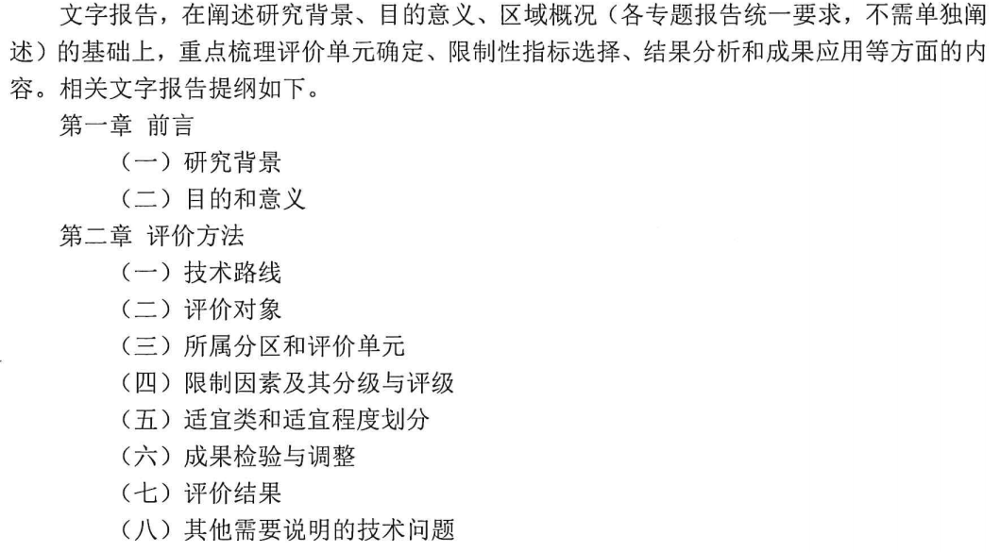 文字报告，在阐述研究背景、目的意义、区域概况（各专题报告统一要求，不需单独阐
述）的基础上，重点梳理评价单元确定、限制性指标选择、结果分析和成果应用等方面的内
容。相关文字报告提纲如下。
第一章 前言
（一）研究背景
（二）目的和意义
第二章 评价方法
（一）技术路线
（二）评价对象
（三）所属分区和评价单元
（四）限制因素及其分级与评级
（五）适宜类和适宜程度划分
（六）成果检验与调整
（七）评价结果
（八）其他需要说明的技术问题